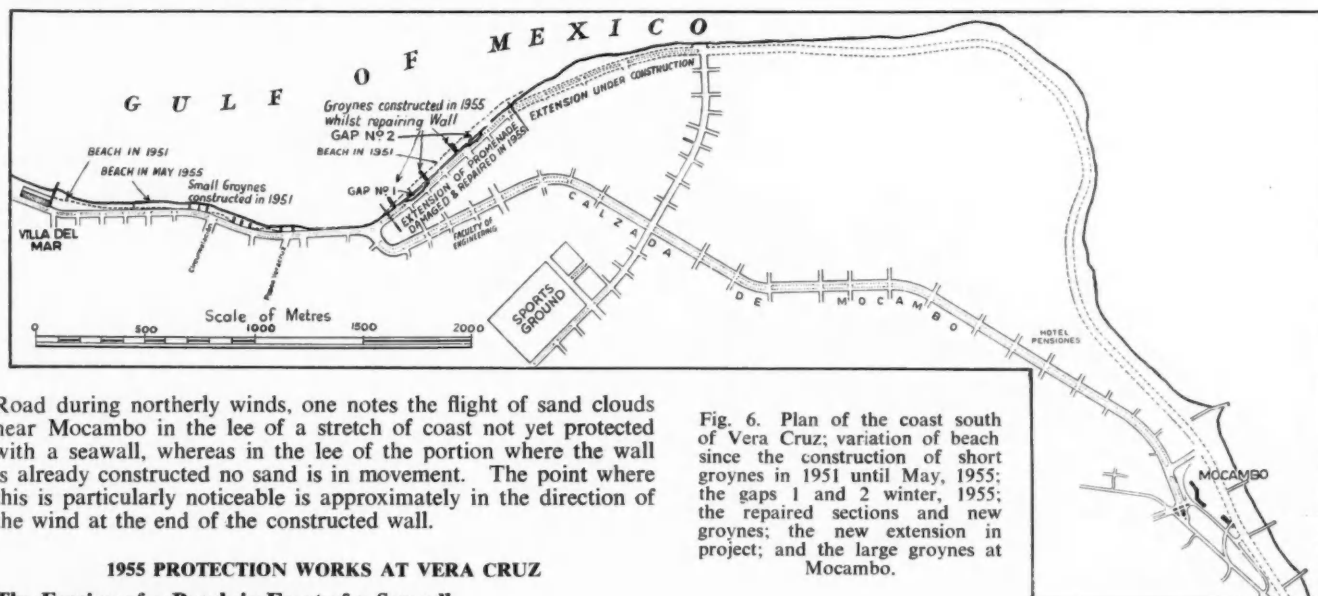 GULF OF MEXICO
Groynes constructed in 1955
whilst repairing Wall
GAP Nº 2
BEACH IN 1951
EXTENSION UNDER CONSTRUCTION
BEACH IN 1951
BEACH IN MAY 1955
Small Groynes
constructed in 1951
GAP Nº 1
EXTENSION OF PROMENADE
DAMAGED & REPAIRED IN 1955
VILLA DEL
MAR
FACULTY OF
ENGINEERING
CALZADA DE MOCAMBO
SPORTS
GROUND
HOTEL
PENSIONES
MOCAMBO
Scale of Metres
0 500 1000 1500 2000
Road during northerly winds, one notes the flight of sand clouds
near Mocambo in the lee of a stretch of coast not yet protected
with a seawall, whereas in the lee of the portion where the wall
is already constructed no sand is in movement. The point where
this is particularly noticeable is approximately in the direction of
the wind at the end of the constructed wall.
1955 PROTECTION WORKS AT VERA CRUZ
Fig. 6. Plan of the coast south
of Vera Cruz; variation of beach
since the construction of short
groynes in 1951 until May, 1955;
the gaps 1 and 2 winter, 1955;
the repaired sections and new
groynes; the new extension in
project; and the large groynes at
Mocambo.